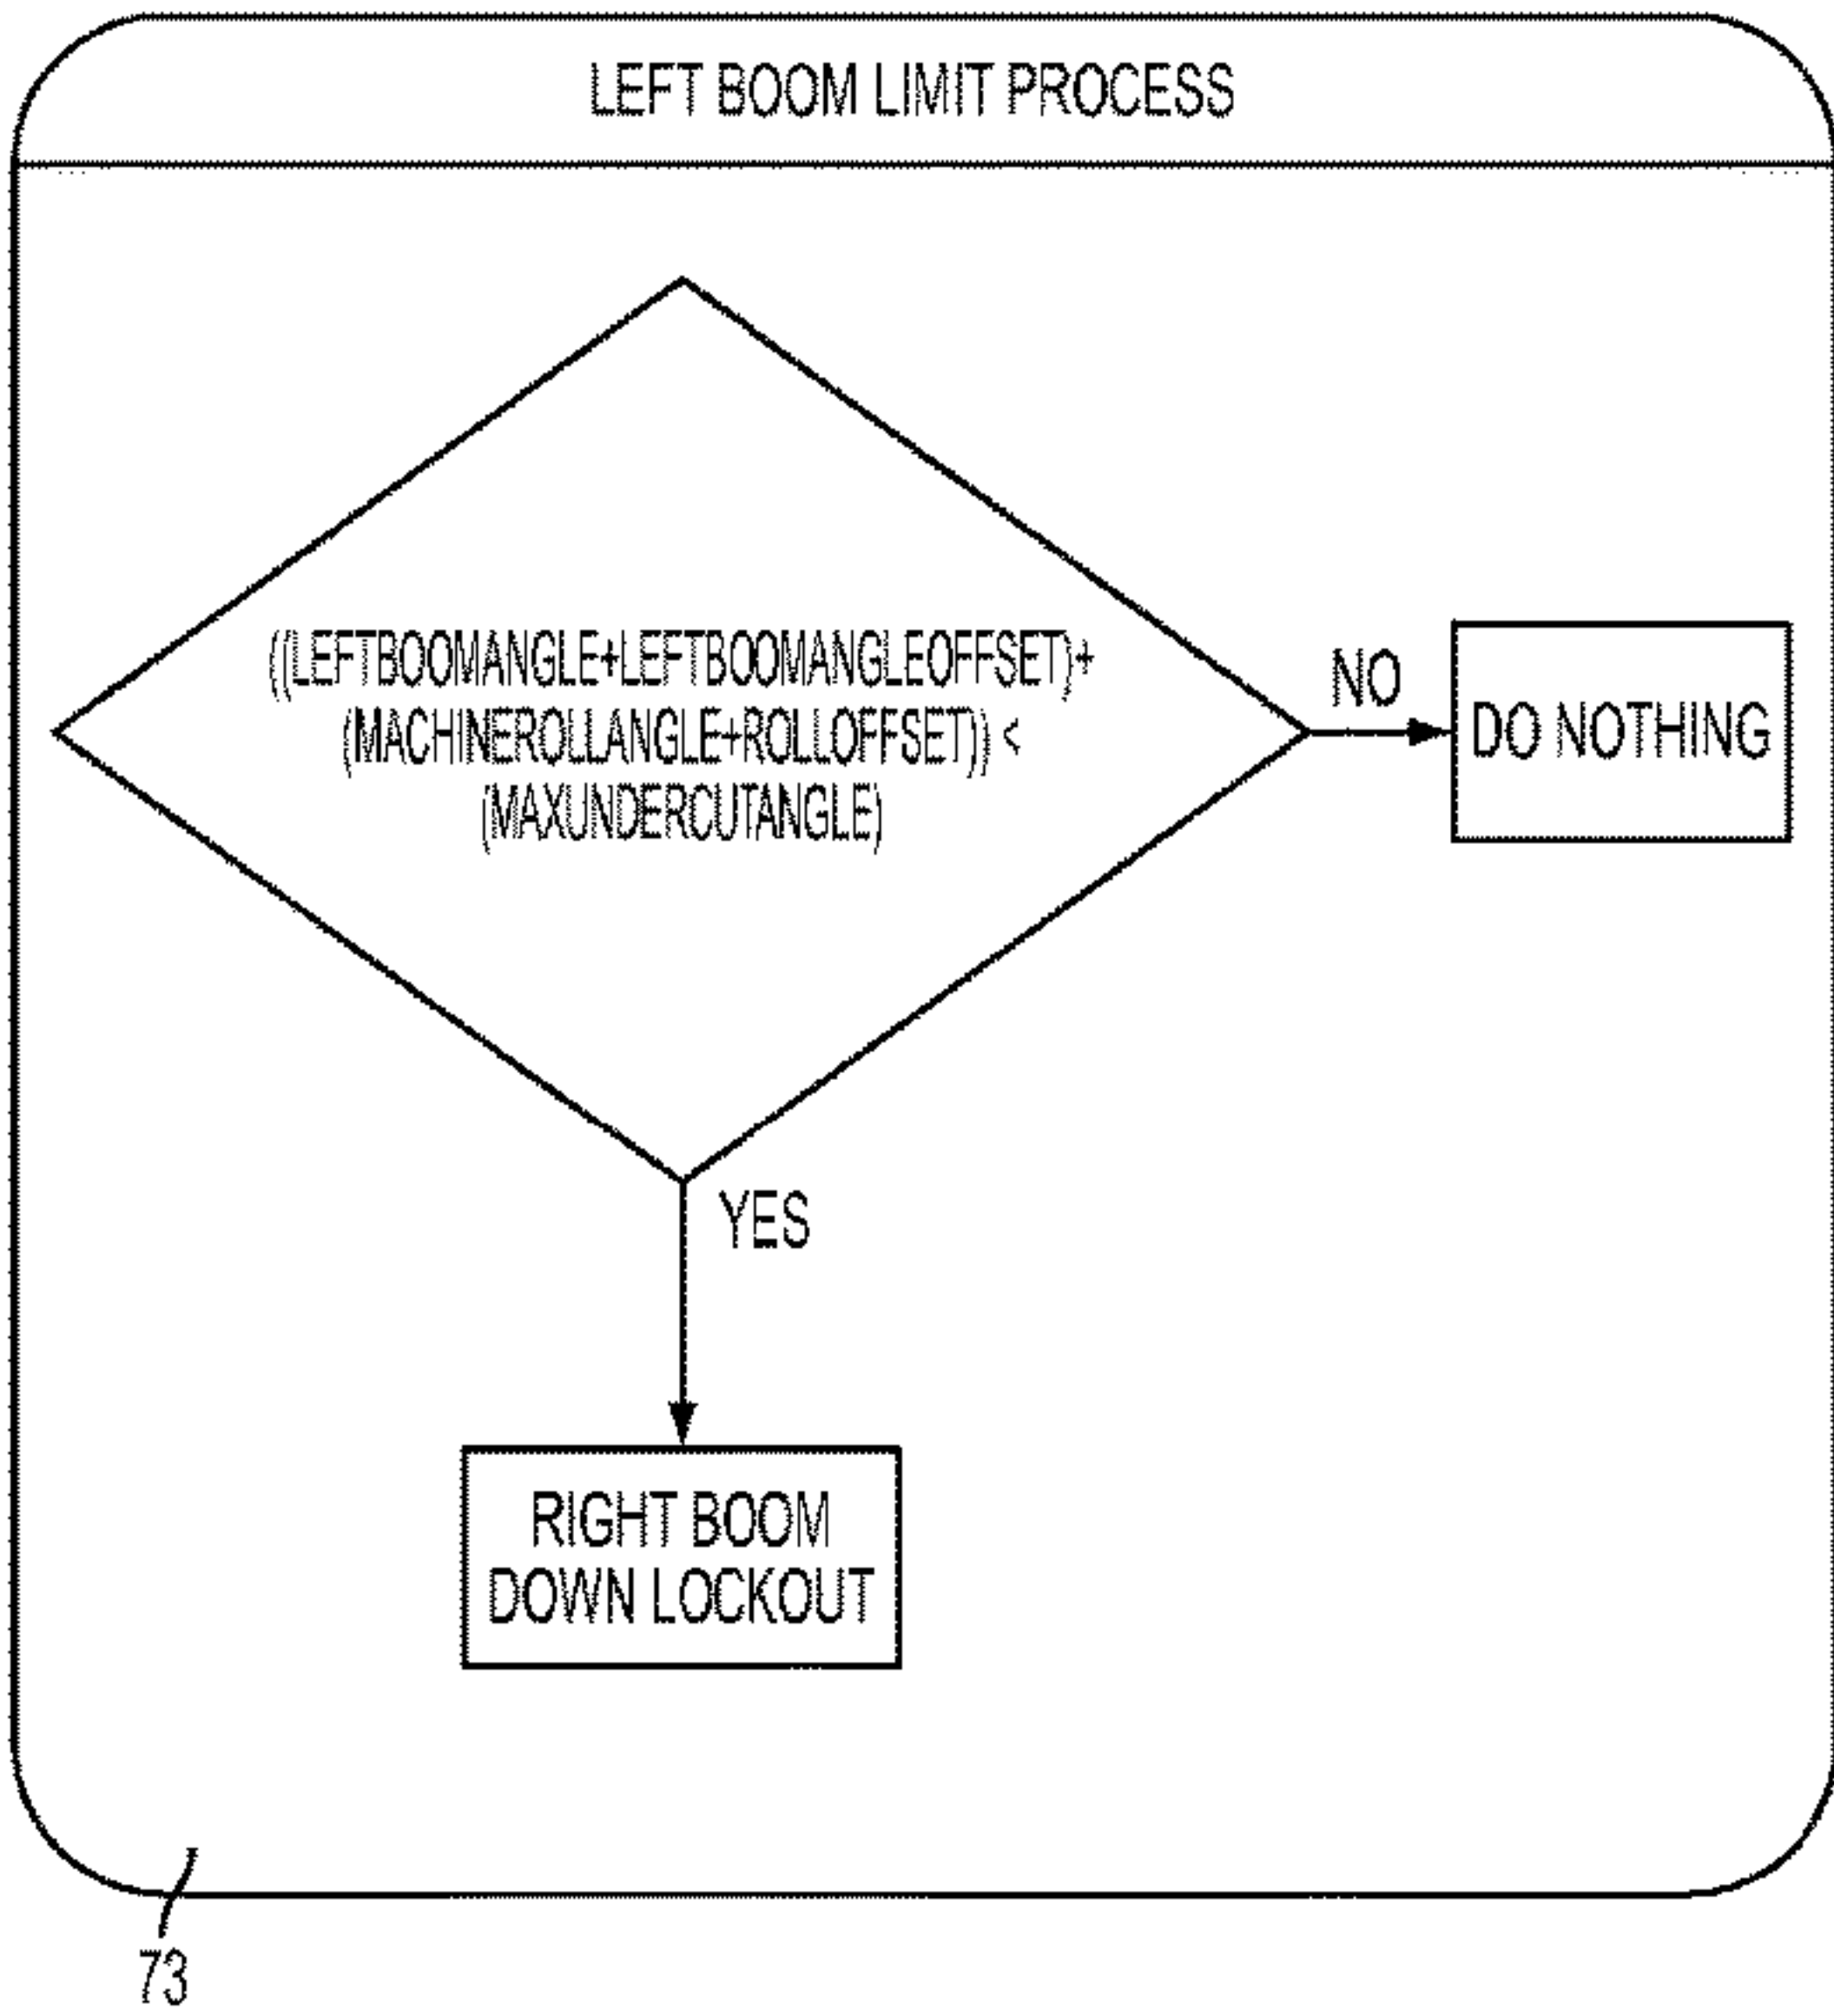 LEFT BOOM LIMIT PROCESS
((LEFTBOOMANGLE+LEFTBOOMANGLEOFFSET)+
(MACHINEROLLANGLE+ROLLOFFSET)) <
(MAXUNDERCUTANGLE)
NO
DO NOTHING
YES
RIGHT BOOM
DOWN LOCKOUT
73